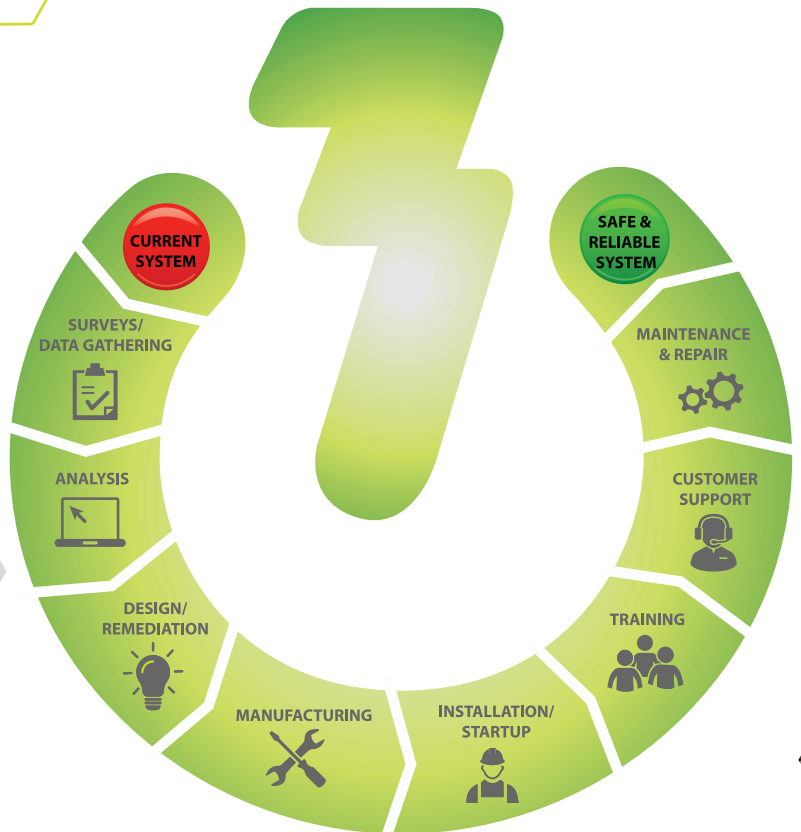 CURRENT
SYSTEM
SURVEYS/
DATA GATHERING
ANALYSIS
DESIGN/
REMEDIATION
MANUFACTURING
INSTALLATION/
STARTUP
TRAINING
CUSTOMER
SUPPORT
MAINTENANCE
& REPAIR
SAFE &
RELIABLE
SYSTEM